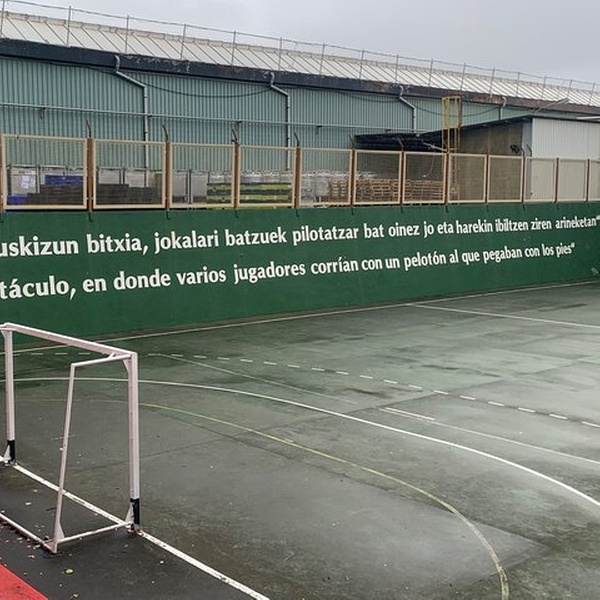 uskizun bitxia, jokalari batzuek pilotatzar bat oinez jo eta harekin ibiltzen ziren arineketan“
táculo, en donde varios jugadores corrían con un pelotón al que pegaban con los pies“